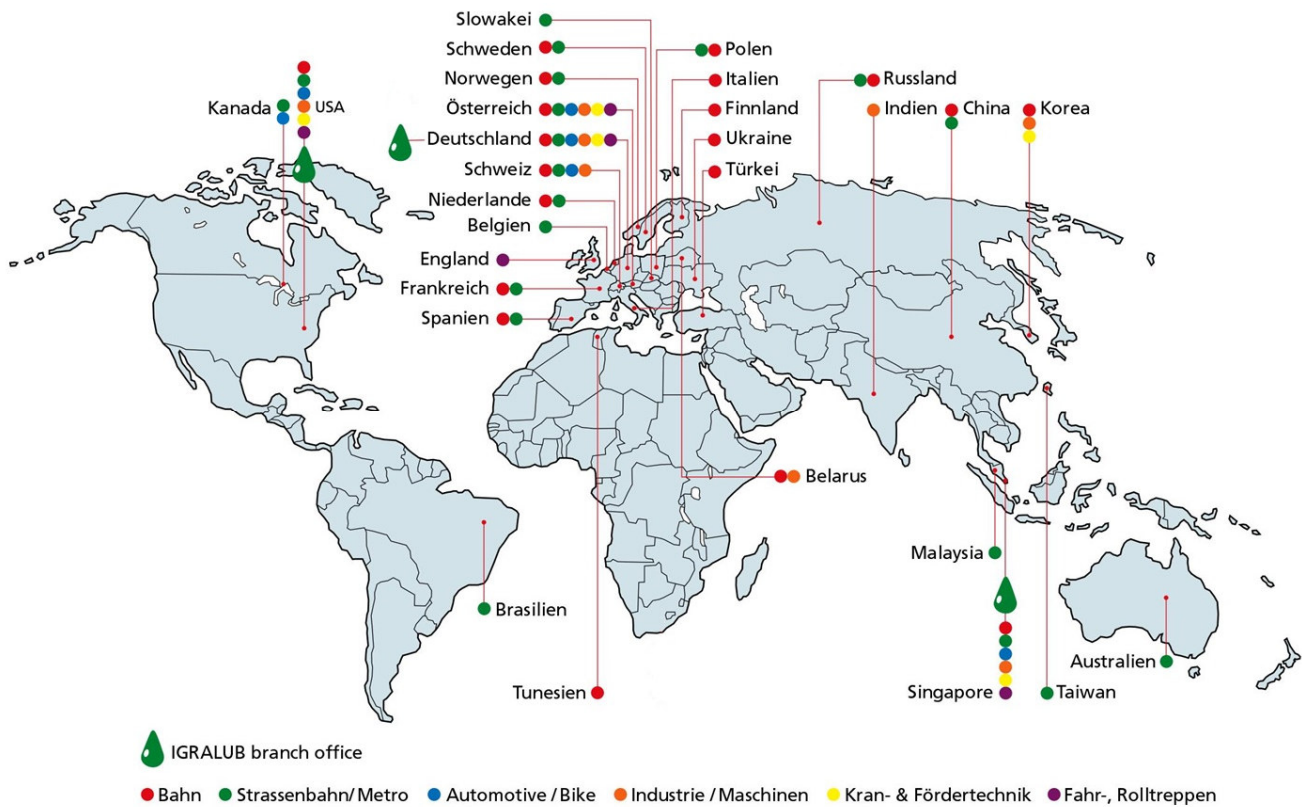 Slowakei
Schweden
Norwegen
Österreich
Deutschland
Schweiz
Niederlande
Belgien
England
Frankreich
Spanien
Polen
Italien
Finnland
Ukraine
Türkei
Russland
Indien
China
Korea
Kanada
USA
Belarus
Malaysia
Brasilien
Tunesien
Singapore
Taiwan
Australien
IGRALUB branch office
Bahn Strassenbahn/Metro Automotive/Bike Industrie/Maschinen Kran- & Fördertechnik Fahr-, Rolltreppen